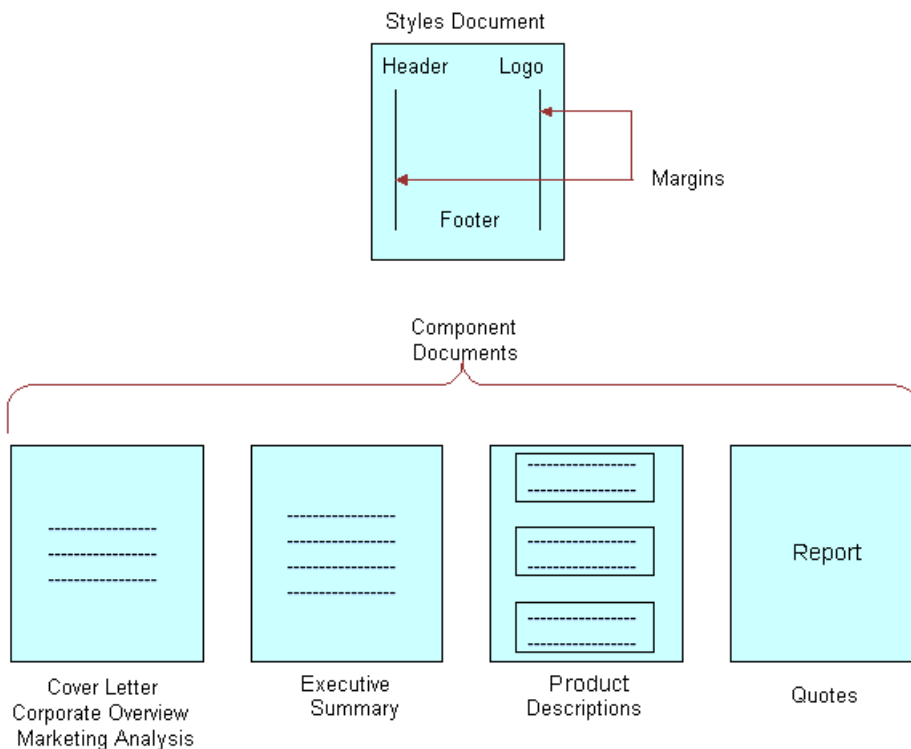 Styles Document
Header Logo
Margins
Footer
Component
Documents
Report
Cover Letter
Corporate Overview
Marketing Analysis
Executive
Summary
Product
Descriptions
Quotes